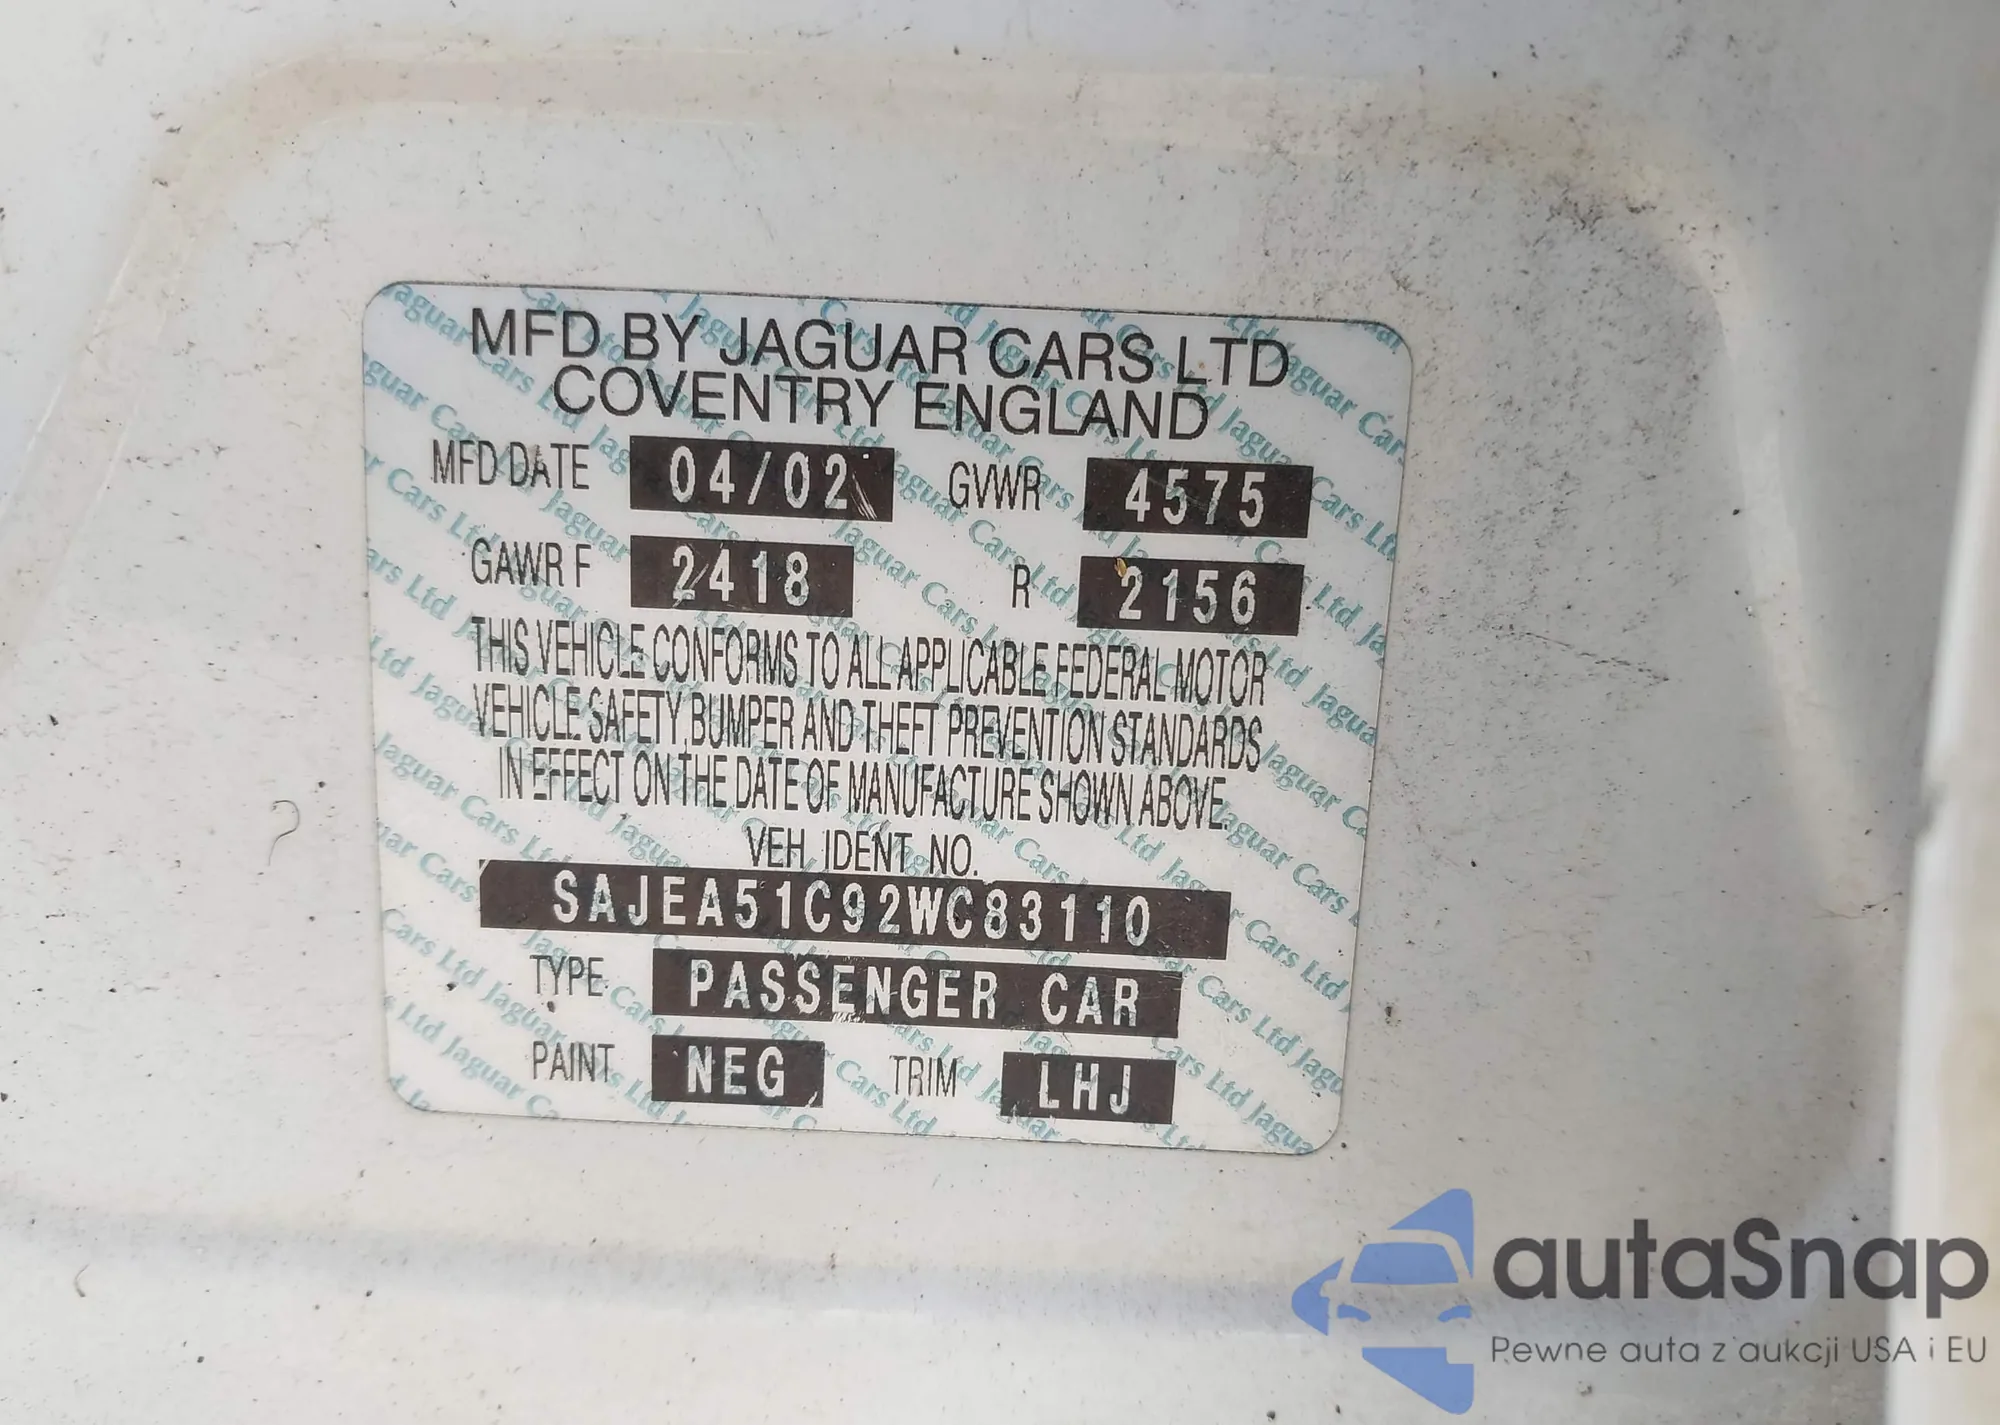 MFD BY JAGUAR CARS LTD
COVENTRY ENGLAND
MFD DATE 04/02 GVWR 4575
GAWR F 2418 R 2156
THIS VEHICLE CONFORMS TO ALL APPLICABLE FEDERAL MOTOR
VEHICLE SAFETY, BUMPER AND THEFT PREVENTION STANDARDS
IN EFFECT ON THE DATE OF MANUFACTURE SHOWN ABOVE.
VEH. IDENT. NO.
SAJEA51C92WC83110
TYPE PASSENGER CAR
PAINT NEG TRIM LHJ
autaSnap
Pewne auta z aukcji USA i EU